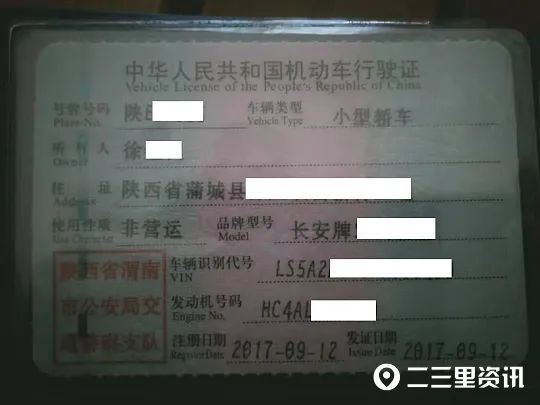 中华人民共和国机动车行驶证
Vehicle License of the People's Republic of China
号牌号码 陕 车辆类型 小型轿车
Plate No. Vehicle Type
所有人 徐
Owner
住 址 陕西省蒲城县
Address
使用性质 非营运 品牌型号 长安牌
Use Character Model
陕西省渭南
市公安局交
通警察支队
车辆识别代号 LS5A2
VIN
发动机号码 HC4AL
Engine No.
注册日期 2017-09-12 发证日期 2017-09-12
Register Date Issue Date
二三里资讯